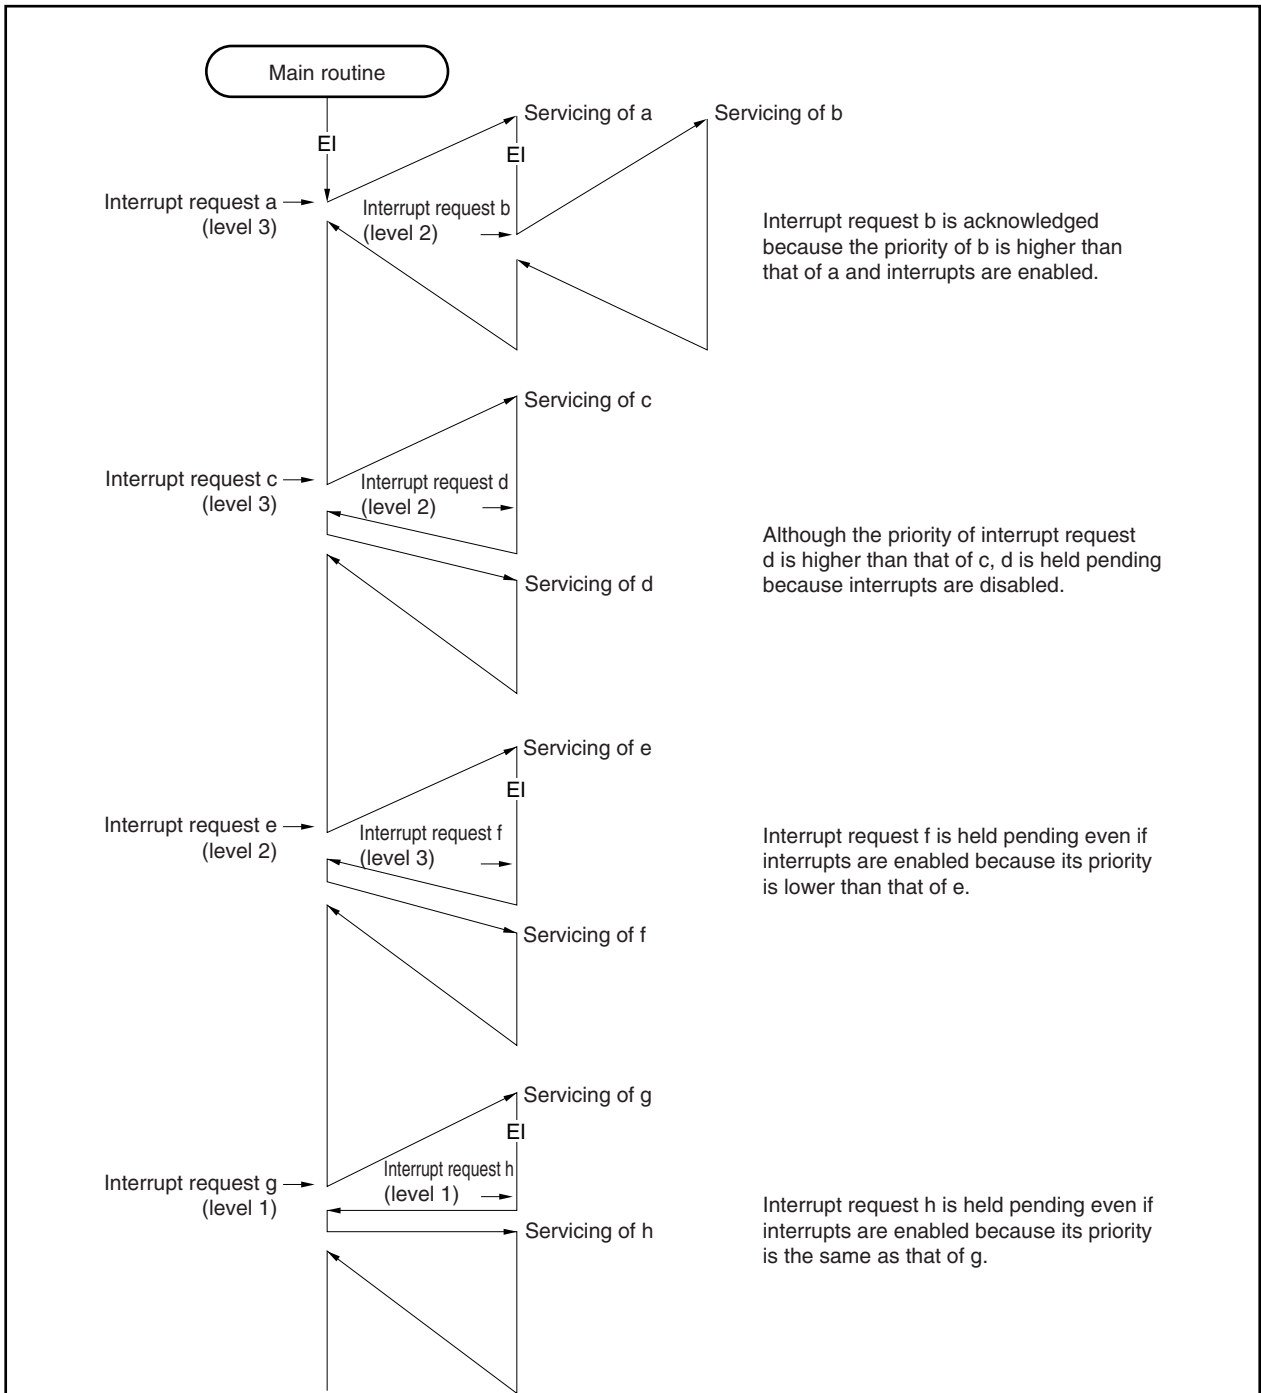 Main routine
EI
Servicing of a
Servicing of b
EI
Interrupt request a
(level 3)
Interrupt request b
(level 2)
Interrupt request b is acknowledged
because the priority of b is higher than
that of a and interrupts are enabled.
Servicing of c
Interrupt request c
(level 3)
Interrupt request d
(level 2)
Although the priority of interrupt request
d is higher than that of c, d is held pending
because interrupts are disabled.
Servicing of d
Servicing of e
EI
Interrupt request e
(level 2)
Interrupt request f
(level 3)
Interrupt request f is held pending even if
interrupts are enabled because its priority
is lower than that of e.
Servicing of f
Servicing of g
EI
Interrupt request g
(level 1)
Interrupt request h
(level 1)
Interrupt request h is held pending even if
interrupts are enabled because its priority
is the same as that of g.
Servicing of h